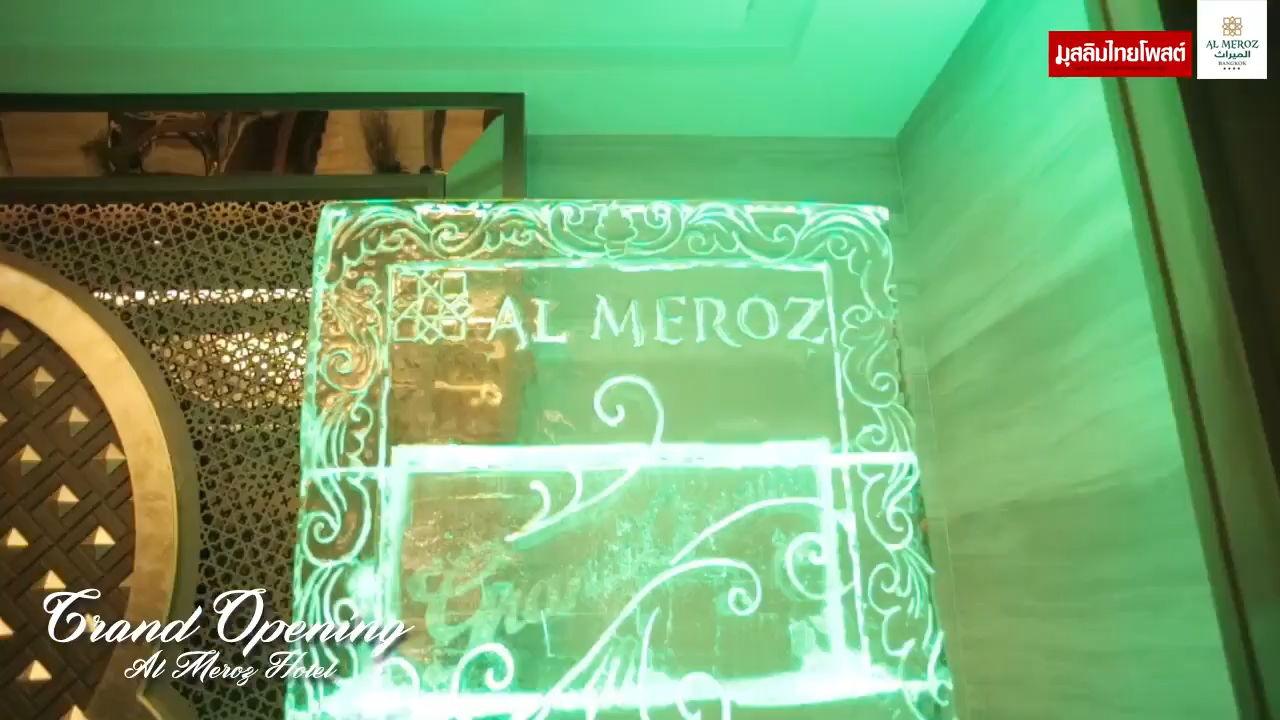 มุสลิมไทยโพสต์
AL MEROZ
الميراث
BANGKOK
AL MEROZ
Grand Opening
Al Meroz Hotel